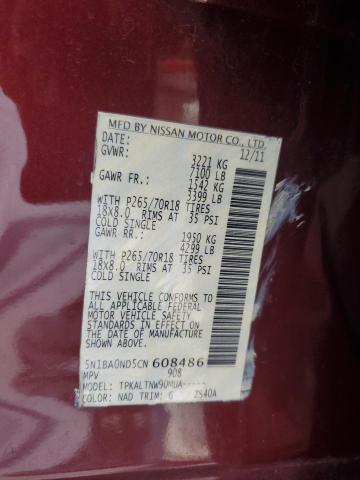 MFD BY NISSAN MOTOR CO., LTD.
DATE: 12/11
GVWR: 3221 KG
7100 LB
GAWR FR.: 1542 KG
3399 LB
WITH P265/70R18 TIRES
18X8.0 RIMS AT 35 PSI
COLD SINGLE
GAWR RR.: 1950 KG
4299 LB
WITH P265/70R18 TIRES
18X8.0 RIMS AT 35 PSI
COLD SINGLE
THIS VEHICLE CONFORMS TO
ALL APPLICABLE FEDERAL
MOTOR VEHICLE SAFETY
STANDARDS IN EFFECT ON
THE DATE OF MANUFACTURE
SHOWN ABOVE.
5N1BA0ND5CN 608486
MPV 908
MODEL: TPKALTNW90MUA-----
COLOR: NAD TRIM: G ZS40A